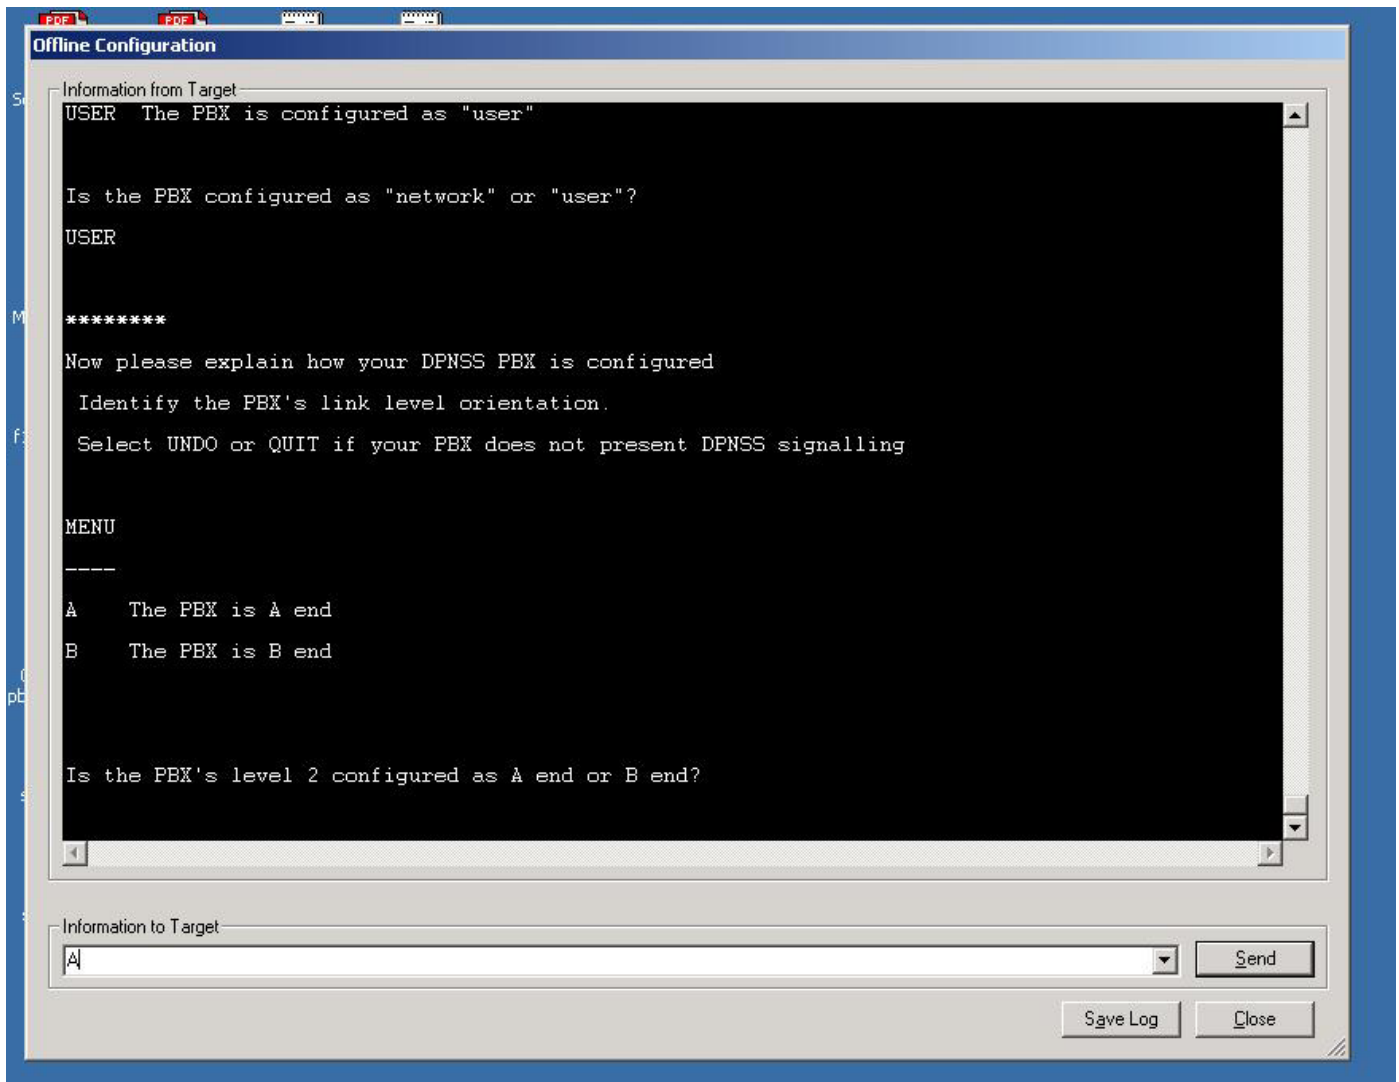 PDF PDF
Offline Configuration
Information from Target
USER The PBX is configured as "user"
Is the PBX configured as "network" or "user"?
USER
********
Now please explain how your DPNSS PBX is configured
Identify the PBX's link level orientation.
Select UNDO or QUIT if your PBX does not present DPNSS signalling
MENU
----
A The PBX is A end
B The PBX is B end
Is the PBX's level 2 configured as A end or B end?
Information to Target
A
Send
Save Log
Close